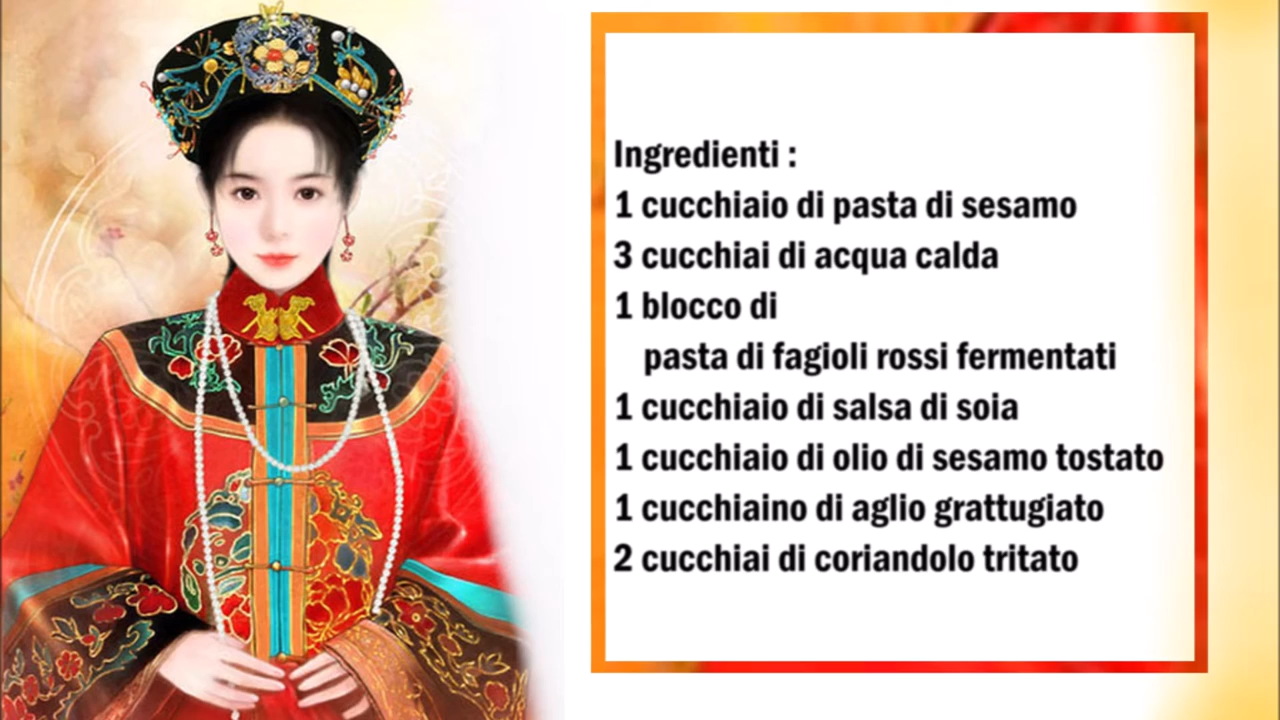 Ingredienti :
1 cucchiaio di pasta di sesamo
3 cucchiai di acqua calda
1 blocco di
pasta di fagioli rossi fermentati
1 cucchiaio di salsa di soia
1 cucchiaio di olio di sesamo tostato
1 cucchiaino di aglio grattugiato
2 cucchiai di coriandolo tritato